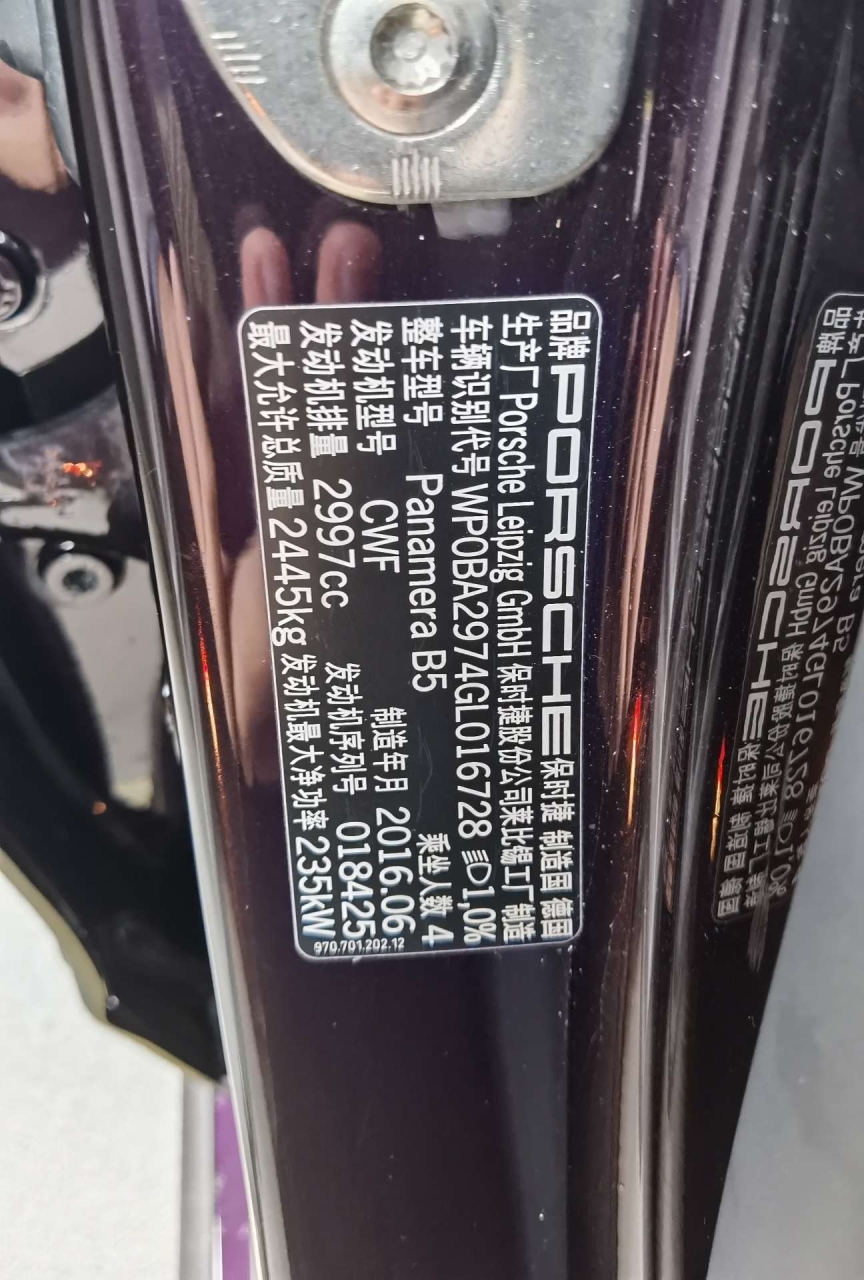 品牌 PORSCHE 保时捷 制造国 德国
生产厂 Porsche Leipzig GmbH 保时捷股份公司莱比锡工厂 制造
车辆识别代号 WP0BA2974GL016728 1,0%
整车型号 Panamera B5 乘坐人数 4
发动机型号 CWF 制造年月 2016.06
发动机排量 2997cc 发动机序列号 018425
最大允许总质量 2445kg 发动机最大净功率 235kW
970.701.202.12